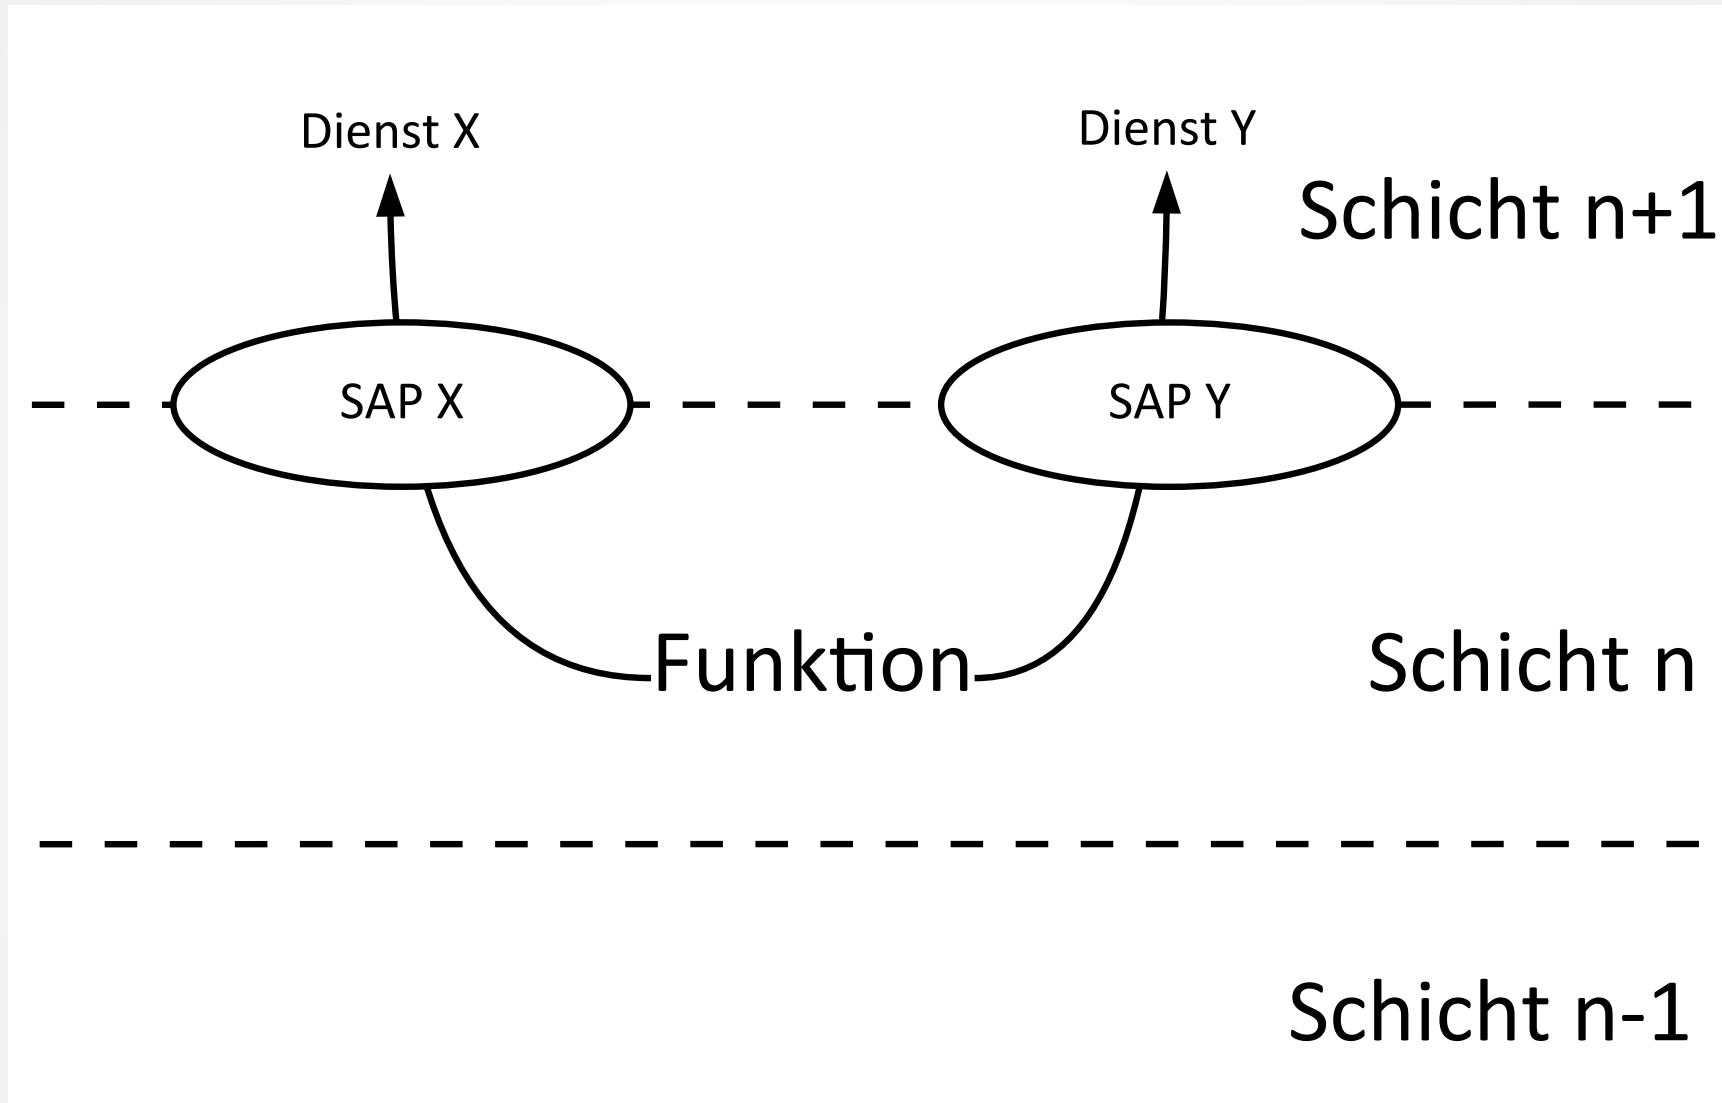 Dienst X
Dienst Y
Schicht n+1
SAP X
SAP Y
Funktion
Schicht n
Schicht n-1